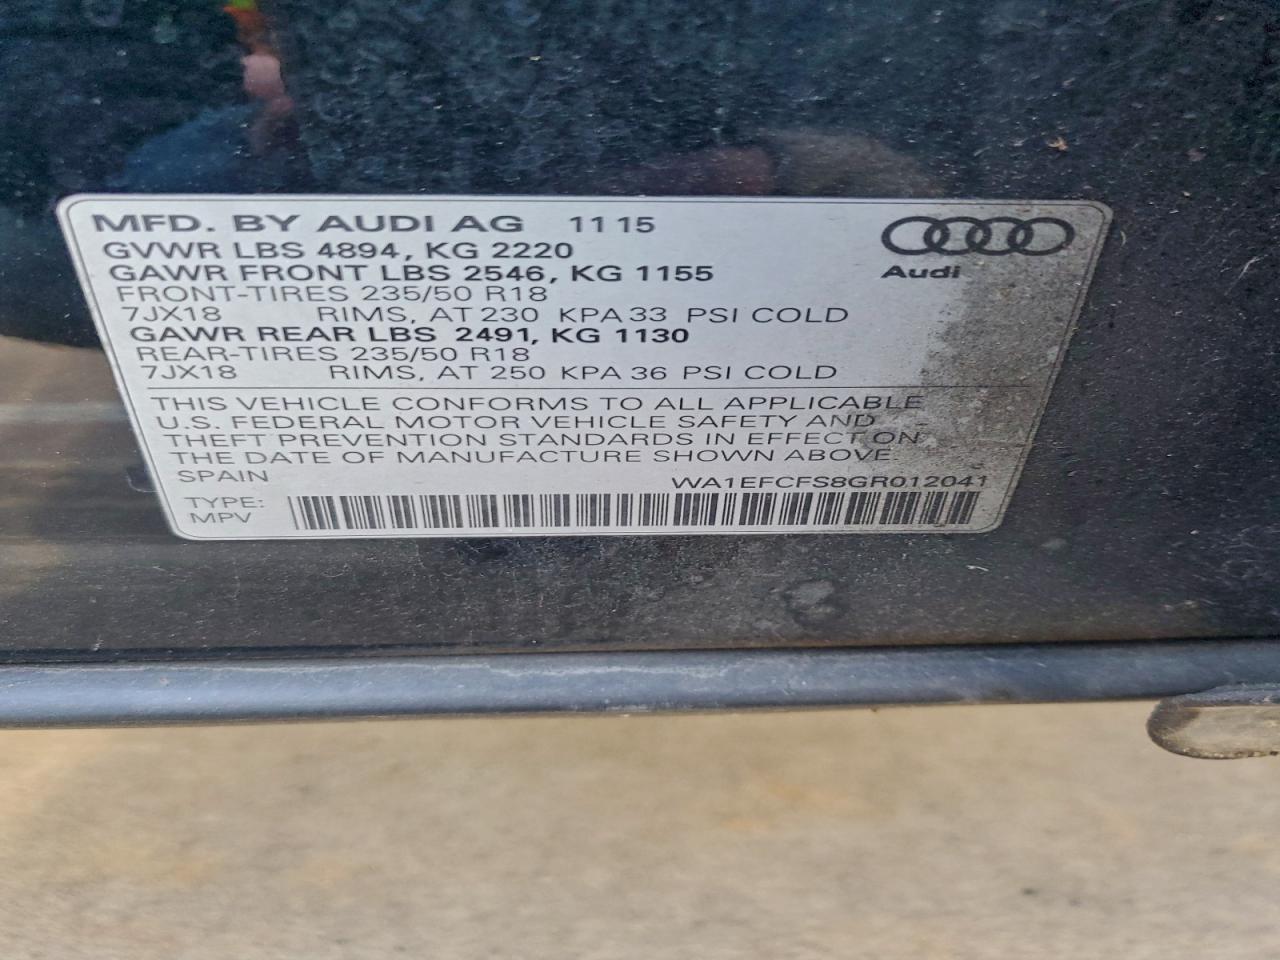 MFD. BY AUDI AG 11 15
GVWR LBS 4894, KG 2220
GAWR FRONT LBS 2546, KG 1155
FRONT-TIRES 235/50 R18
7JX18 RIMS, AT 230 KPA 33 PSI COLD
GAWR REAR LBS 2491, KG 1130
REAR-TIRES 235/50 R18
7JX18 RIMS, AT 250 KPA 36 PSI COLD
Audi
THIS VEHICLE CONFORMS TO ALL APPLICABLE
U.S. FEDERAL MOTOR VEHICLE SAFETY AND
THEFT PREVENTION STANDARDS IN EFFECT ON
THE DATE OF MANUFACTURE SHOWN ABOVE.
SPAIN WA1EFCFS8GR012041
TYPE:
MPV